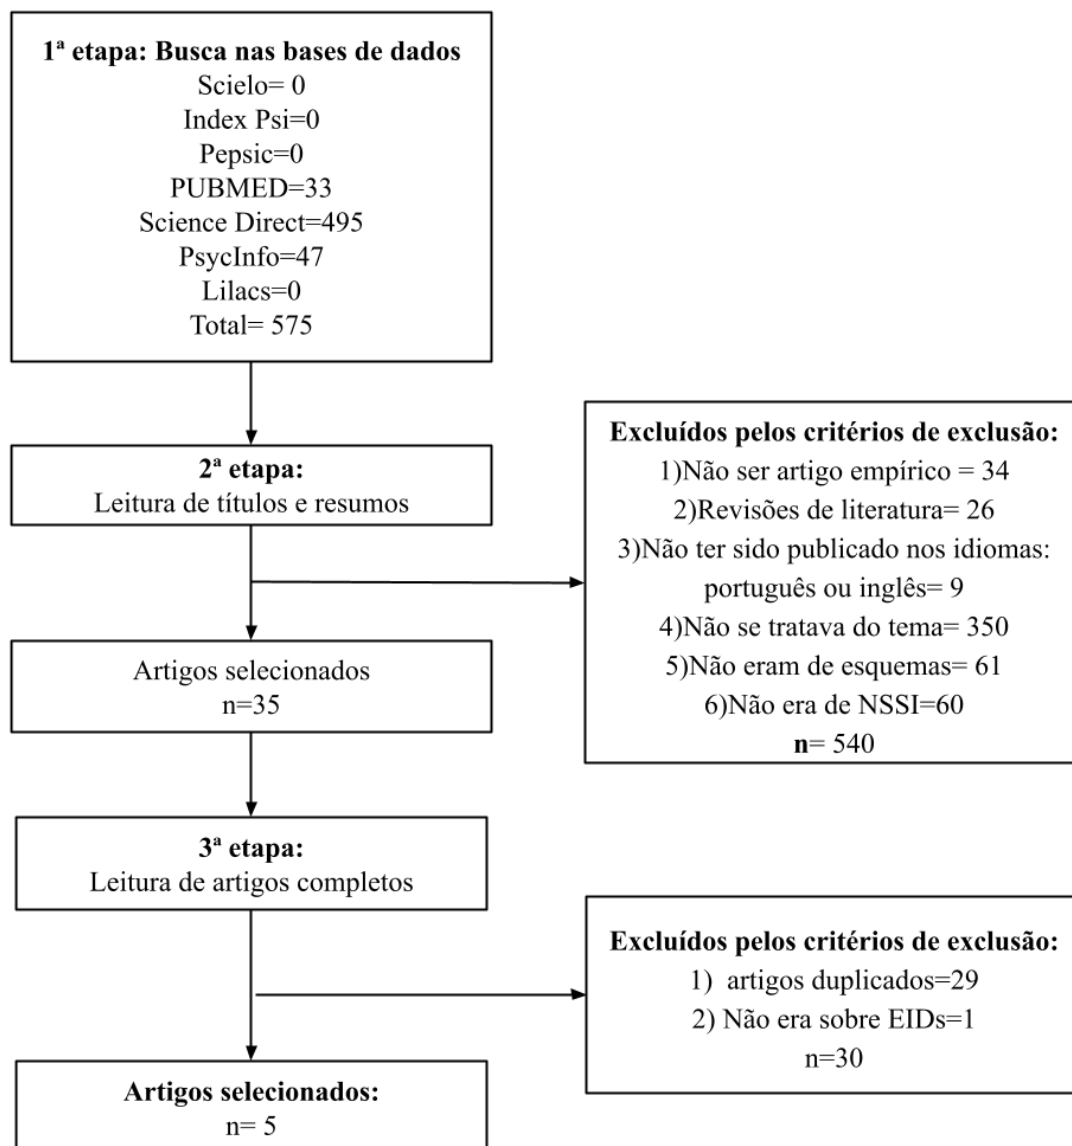 1ª etapa: Busca nas bases de dados
Scielo= 0
Index Psi=0
Pepsic=0
PUBMED=33
Science Direct=495
PsycInfo=47
Lilacs=0
Total= 575
2ª etapa:
Leitura de títulos e resumos
Excluídos pelos critérios de exclusão:
1)Não ser artigo empírico = 34
2)Revisões de literatura= 26
3)Não ter sido publicado nos idiomas:
português ou inglês= 9
4)Não se tratava do tema= 350
5)Não eram de esquemas= 61
6)Não era de NSSI=60
n= 540
Artigos selecionados
n=35
3ª etapa:
Leitura de artigos completos
Excluídos pelos critérios de exclusão:
1) artigos duplicados=29
2) Não era sobre EIDs=1
n=30
Artigos selecionados:
n= 5